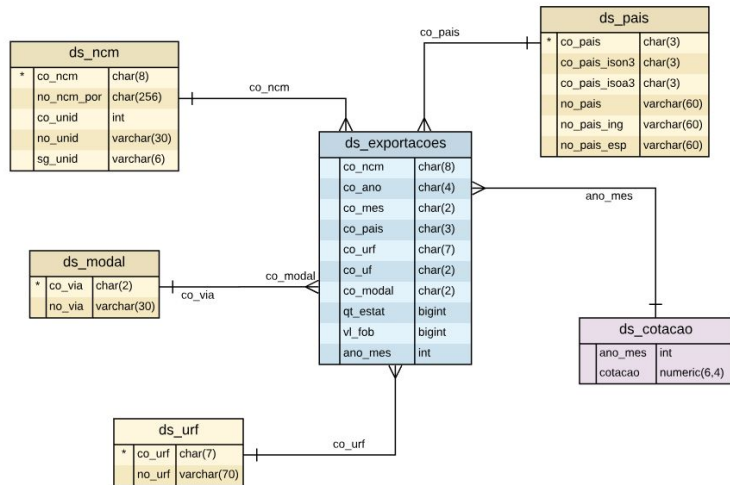 ds_ncm
* co_ncm char(8)
no_ncm_por char(256)
co_unid int
no_unid varchar(30)
sg_unid varchar(6)
co_ncm
co_pais
ds_pais
* co_pais char(3)
co_pais_ison3 char(3)
co_pais_isoa3 char(3)
no_pais varchar(60)
no_pais_ing varchar(60)
no_pais_esp varchar(60)
ds_exportacoes
co_ncm char(8)
co_ano char(4)
co_mes char(2)
co_pais char(3)
co_urf char(7)
co_uf char(2)
co_modal char(2)
qt_estat bigint
vl_fob bigint
ano_mes int
ano_mes
ds_modal
* co_via char(2)
no_via varchar(30)
co_modal
co_via
ds_cotacao
ano_mes int
cotacao numeric(6,4)
ds_urf
* co_urf char(7)
no_urf varchar(70)
co_urf